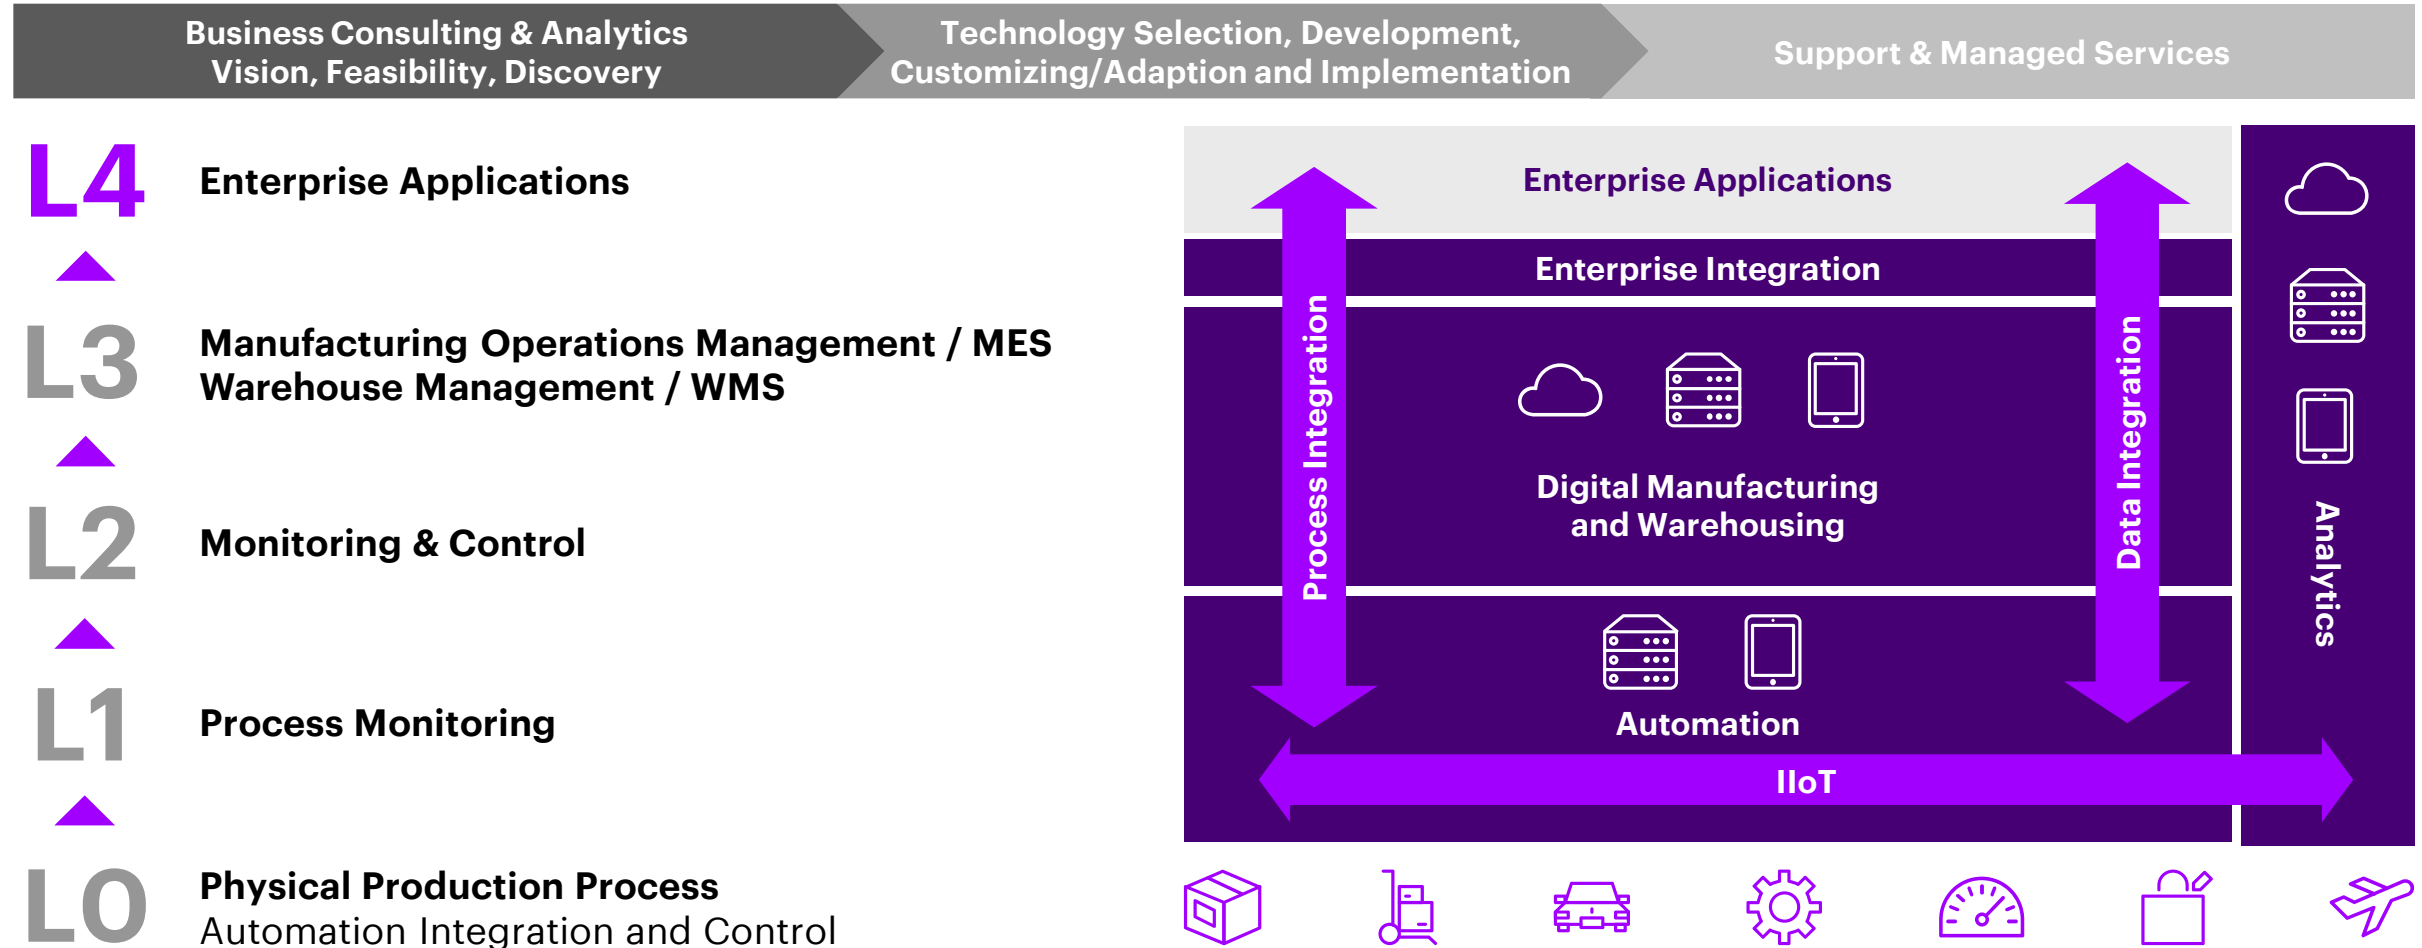 Business Consulting & Analytics
Vision, Feasibility, Discovery
Technology Selection, Development,
Customizing/Adaption and Implementation
Support & Managed Services
L4
Enterprise Applications
L3
Manufacturing Operations Management / MES
Warehouse Management / WMS
L2
Monitoring & Control
L1
Process Monitoring
L0
Physical Production Process
Automation Integration and Control
Enterprise Applications
Enterprise Integration
Process Integration
Digital Manufacturing
and Warehousing
Data Integration
Automation
IIoT
Analytics